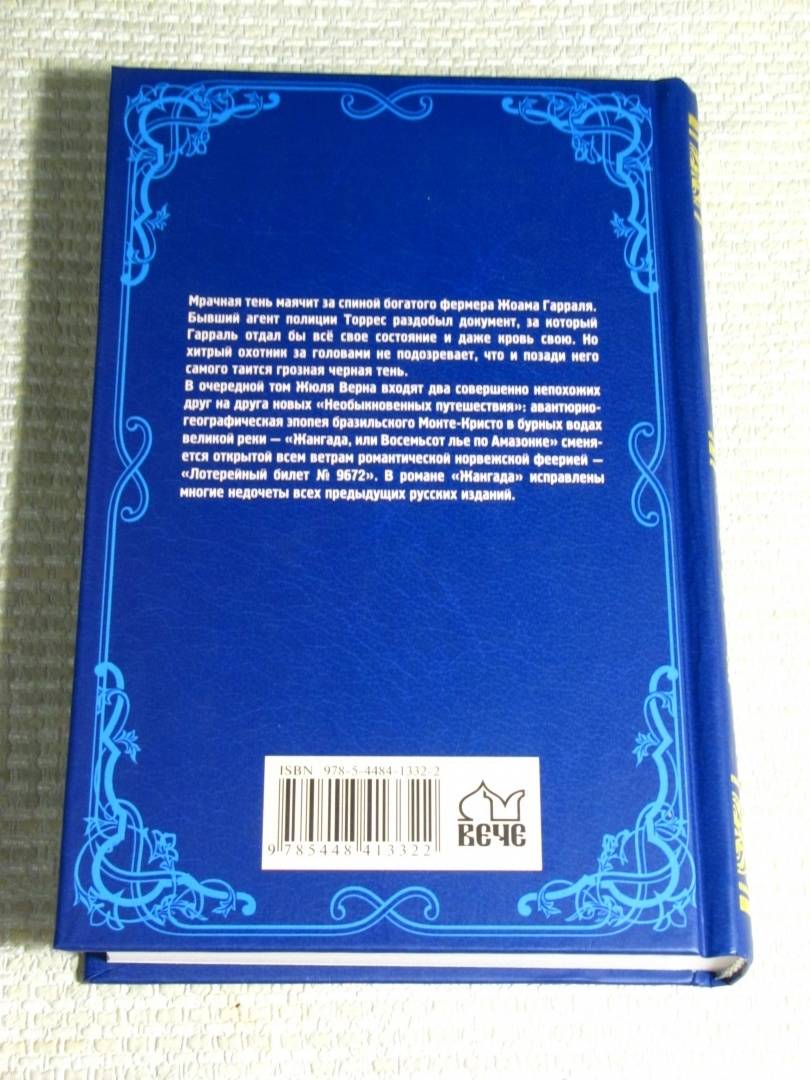 Мрачная тень маячит за спиной богатого фермера Жоама Гарраля.
Бывший агент полиции Торрес раздобыл документ, за который
Гарраль отдал бы всё свое состояние и даже кровь свою. Но
хитрый охотник за головами не подозревает, что и позади него
самого таится грозная черная тень.
В очередной том Жюля Верна входят два совершенно непохожих
друг на друга новых «Необыкновенных путешествия»: авантюрно-
географическая эпопея бразильского Монте-Кристо в бурных водах
великой реки — «Жангада, или Восемьсот лье по Амазонке» сменя-
ется открытой всем ветрам романтической норвежской феерией —
«Лотерейный билет № 9672». В романе «Жангада» исправлены
многие недочеты всех предыдущих русских изданий.
ISBN 978-5-4484-1332-2
9 785448 413322
ВЕЧЕ